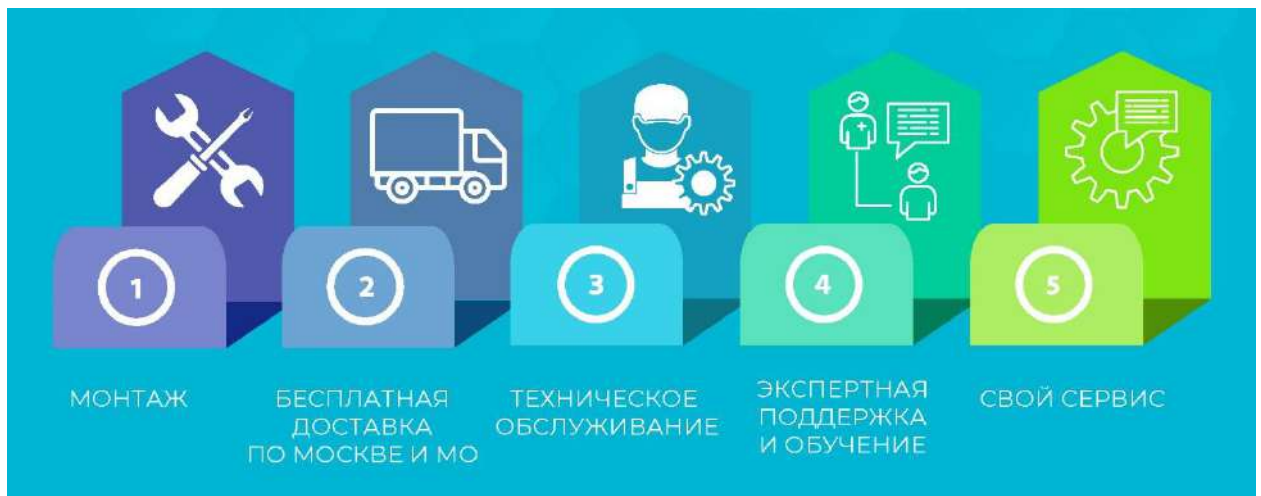 1
2
3
4
5
МОНТАЖ
БЕСПЛАТНАЯ
ДОСТАВКА
ПО МОСКВЕ И МО
ТЕХНИЧЕСКОЕ
ОБСЛУЖИВАНИЕ
ЭКСПЕРТНАЯ
ПОДДЕРЖКА
И ОБУЧЕНИЕ
СВОЙ СЕРВИС